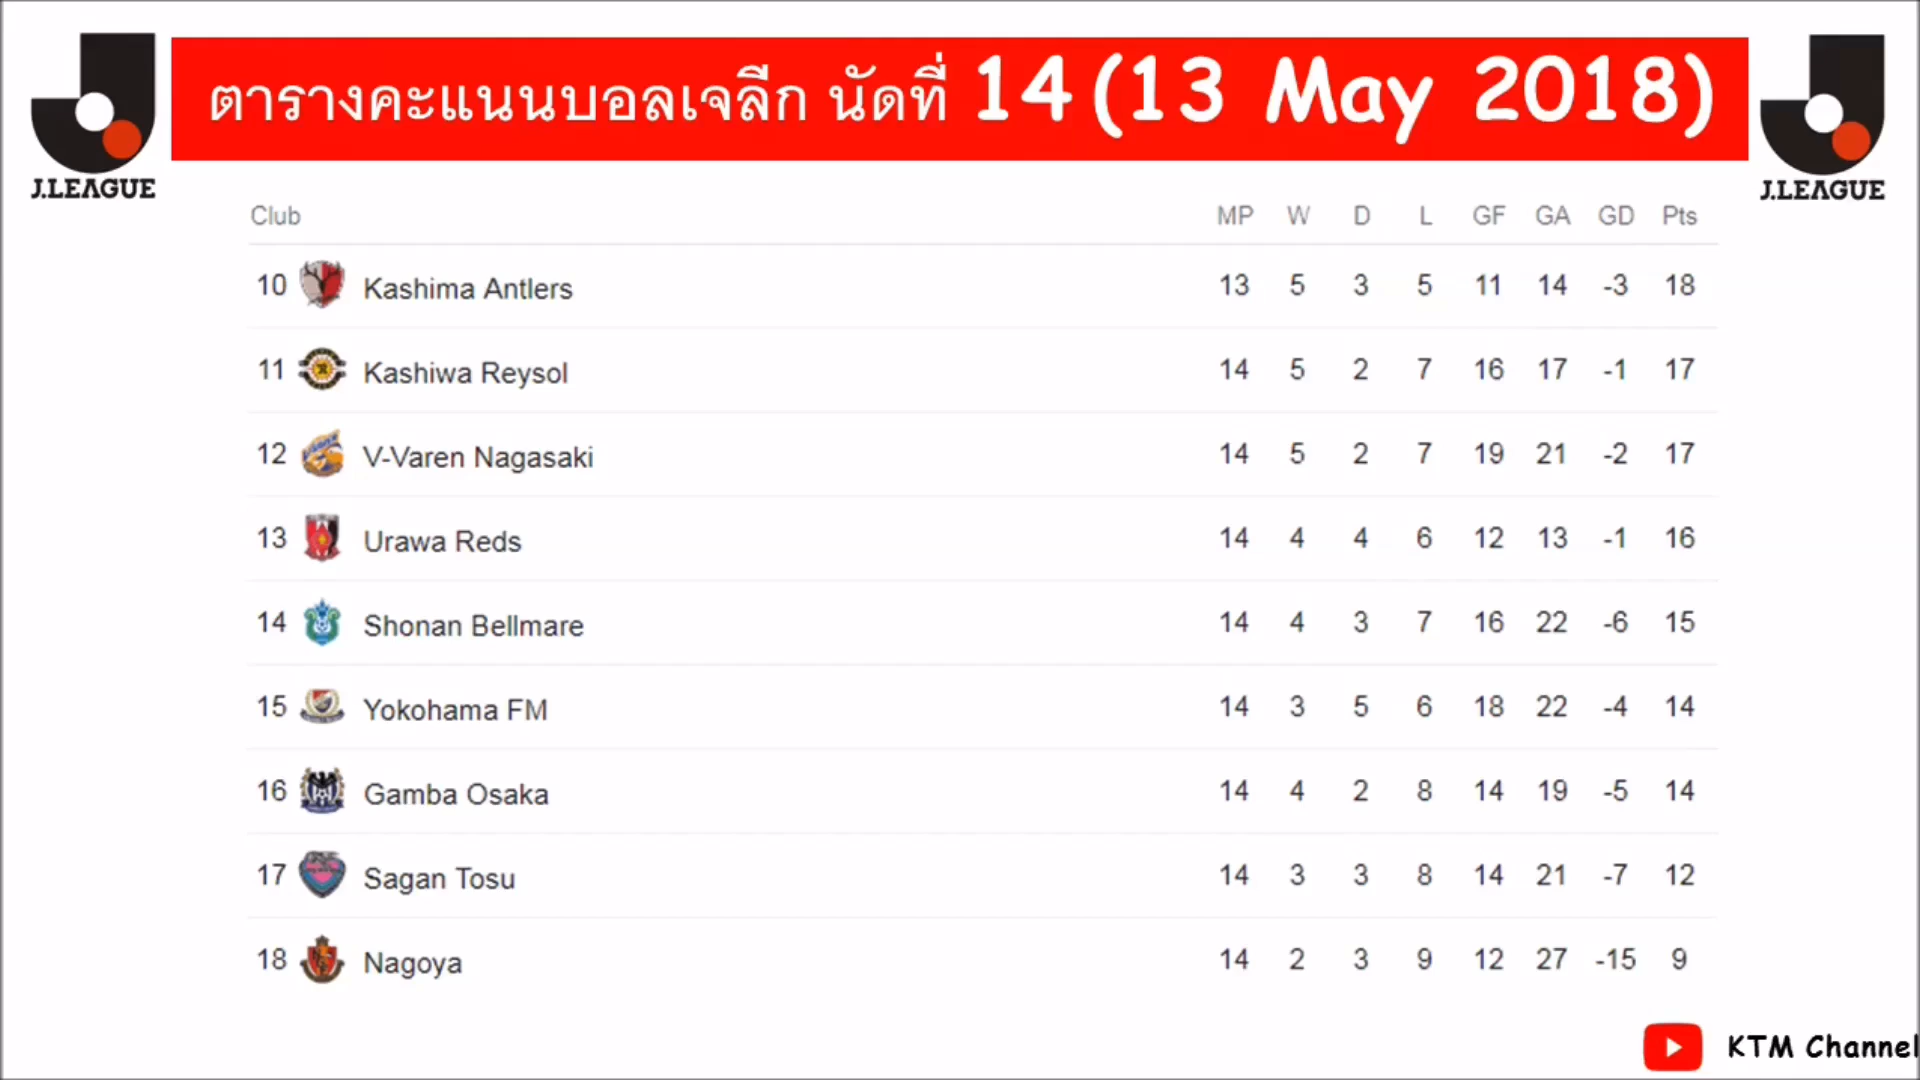 ตารางคะแนนบอลเจลีก นัดที่ 14 (13 May 2018)
J.LEAGUE
J.LEAGUE
Club MP W D L GF GA GD Pts
10 Kashima Antlers 13 5 3 5 11 14 -3 18
11 Kashiwa Reysol 14 5 2 7 16 17 -1 17
12 V-Varen Nagasaki 14 5 2 7 19 21 -2 17
13 Urawa Reds 14 4 4 6 12 13 -1 16
14 Shonan Bellmare 14 4 3 7 16 22 -6 15
15 Yokohama FM 14 3 5 6 18 22 -4 14
16 Gamba Osaka 14 4 2 8 14 19 -5 14
17 Sagan Tosu 14 3 3 8 14 21 -7 12
18 Nagoya 14 2 3 9 12 27 -15 9
KTM Channel